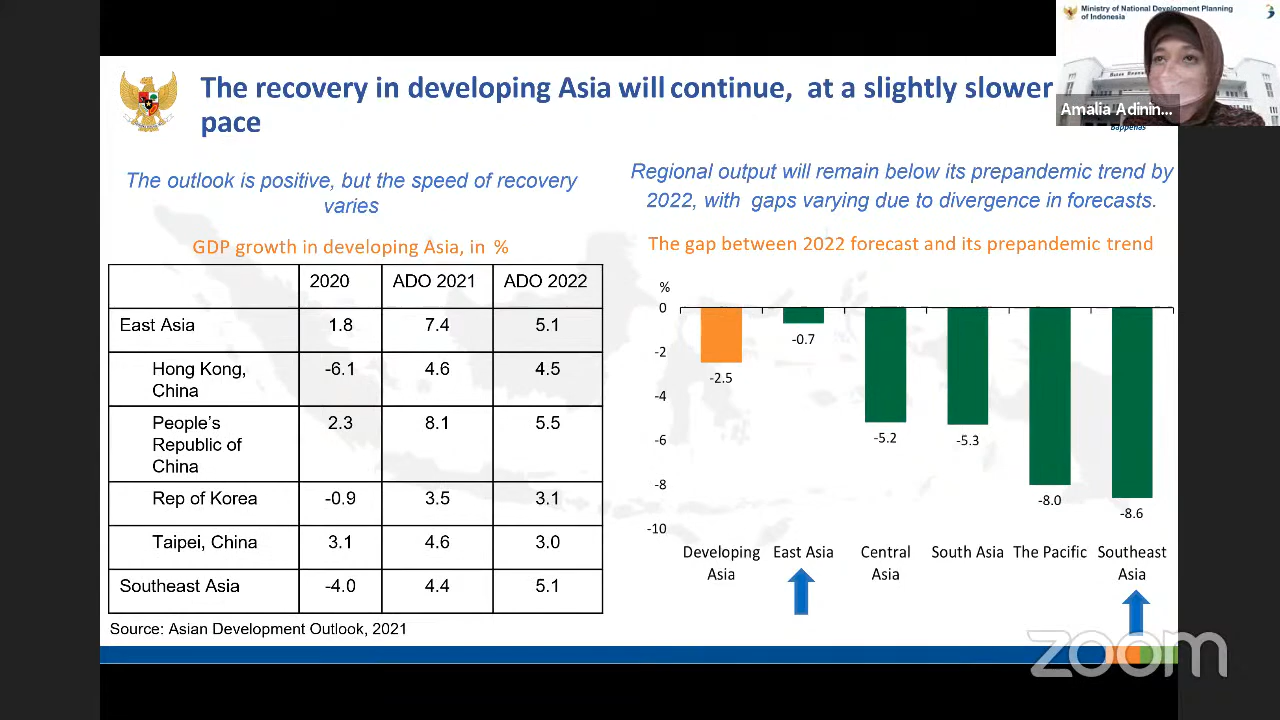 Ministry of National Development Planning
of Indonesia
Amalia Adinin...
Bappenas
The recovery in developing Asia will continue, at a slightly slower
pace
The outlook is positive, but the speed of recovery
varies
GDP growth in developing Asia, in %
2020 ADO 2021 ADO 2022
East Asia 1.8 7.4 5.1
Hong Kong, -6.1 4.6 4.5
China
People's 2.3 8.1 5.5
Republic of
China
Rep of Korea -0.9 3.5 3.1
Taipei, China 3.1 4.6 3.0
Southeast Asia -4.0 4.4 5.1
Source: Asian Development Outlook, 2021
Regional output will remain below its prepandemic trend by
2022, with gaps varying due to divergence in forecasts.
The gap between 2022 forecast and its prepandemic trend
%
0
-2
-4
-6
-8
-10
-2.5
-0.7
-5.2
-5.3
-8.0
-8.6
Developing East Asia Central South Asia The Pacific Southeast
Asia Asia Asia
zoom